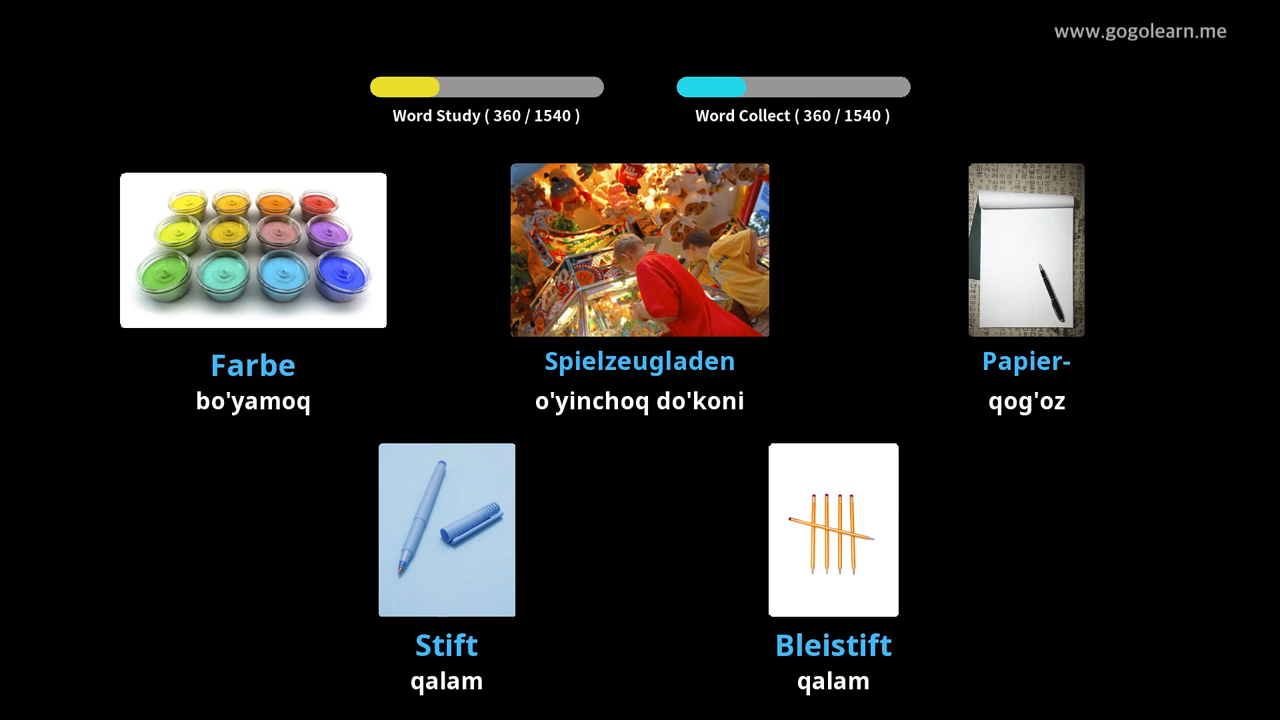 www.gogolearn.me
Word Study ( 360 / 1540 )
Word Collect ( 360 / 1540 )
Farbe
bo'yamoq
Spielzeugladen
o'yinchoq do'koni
Papier-
qog'oz
Stift
qalam
Bleistift
qalam